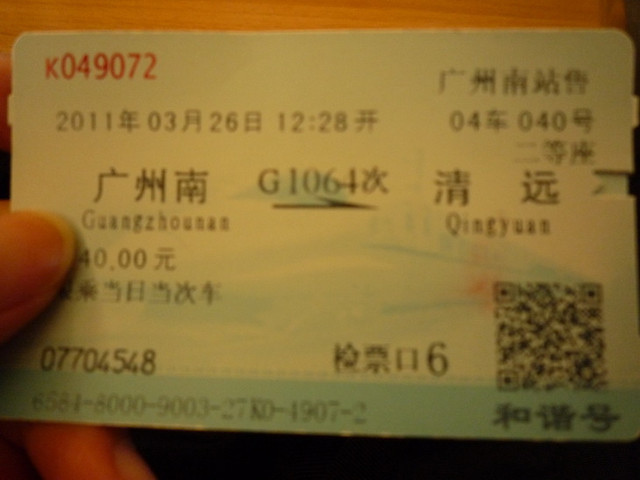 K049072
广州南站售
2011年03月26日 12:28开 04车 040号
二等座
广州南 G1064次 清远
Guangzhounan Qingyuan
40.00元
乘当日当次车
07704548 检票口6
6584-8000-9003-27K0-4907-2 和谐号